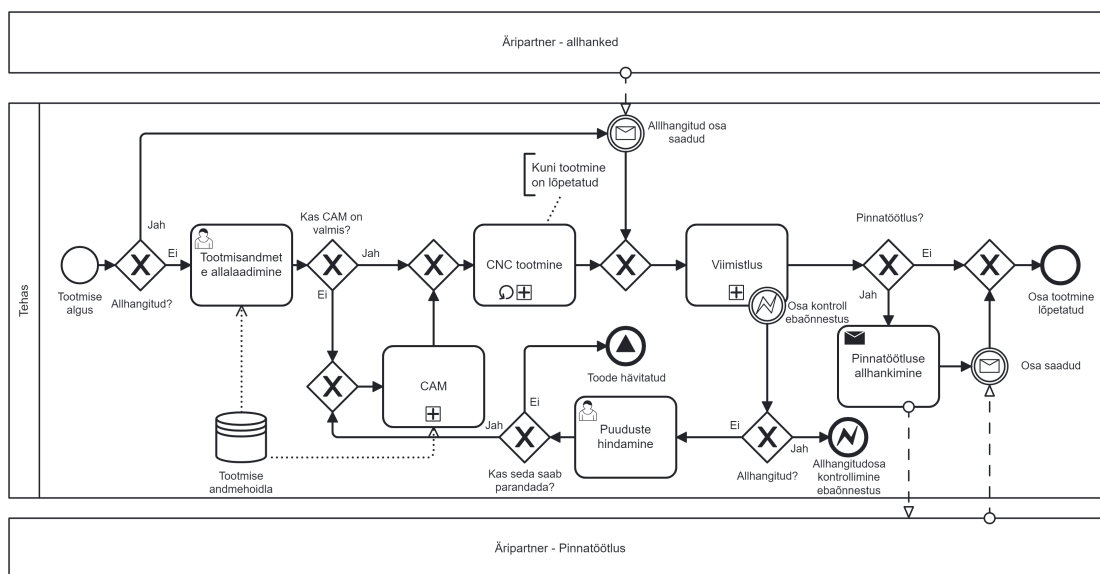 Äripartner - allhanked
Tehas
Alllhangitud osa
saadud
Kuni tootmine
on lõpetatud
Jah
Kas CAM on
valmis?
Pinnatöötlus?
Ei
Jah
Ei
Tootmisandmet
e allalaadimine
CNC tootmine
Viimistlus
Tootmise
algus
Allhangitud?
Ei
Jah
Osa kontroll
ebaõnnestus
Osa tootmine
lõpetatud
Pinnatöötluse
allhankimine
Osa saadud
CAM
Toode hävitatud
Ei
Jah
Puuduste
hindamine
Ei
Jah
Tootmise
andmehoidla
Kas seda saab
parandada?
Allhangitud?
Allhangitudosa
kontrollimine
ebaõnnestus
Äripartner - Pinnatöötlus